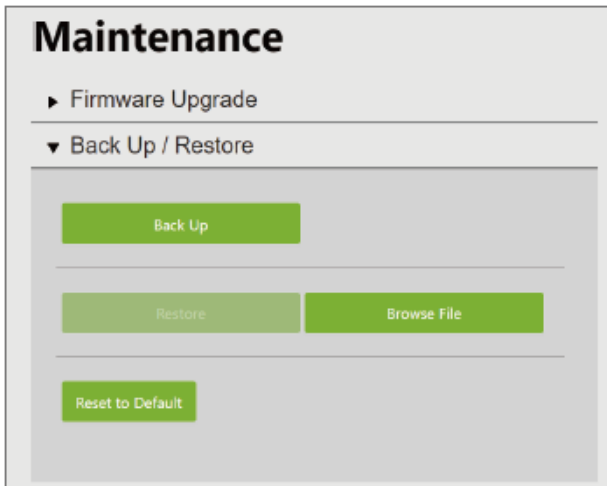 Maintenance
Firmware Upgrade
Back Up / Restore
Back Up
Restore
Browse File
Reset to Default